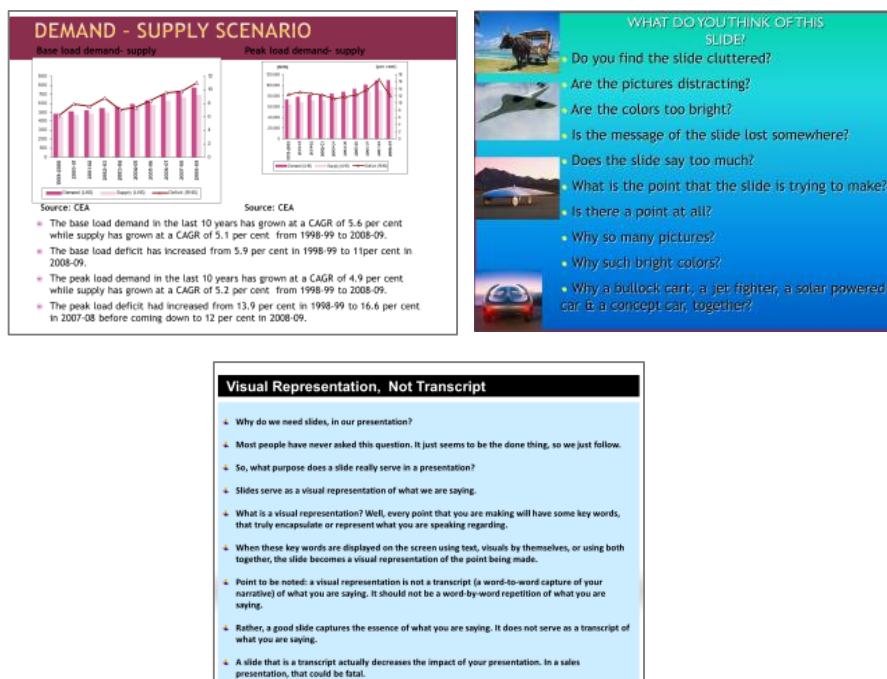 DEMAND - SUPPLY SCENARIO
Base load demand- supply
Peak load demand- supply
Demand (LHS) Supply (LHS) Deficit (RHS)
Demand (LHS) Supply (LHS) Deficit (RHS)
Source: CEA
Source: CEA
The base load demand in the last 10 years has grown at a CAGR of 5.6 per cent
while supply has grown at a CAGR of 5.1 per cent from 1998-99 to 2008-09.
The base load deficit has increased from 5.9 per cent in 1998-99 to 11per cent in
2008-09.
The peak load demand in the last 10 years has grown at a CAGR of 4.9 per cent
while supply has grown at a CAGR of 5.2 per cent from 1998-99 to 2008-09.
The peak load deficit had increased from 13.9 per cent in 1998-99 to 16.6 per cent
in 2007-08 before coming down to 12 per cent in 2008-09.
WHAT DO YOU THINK OF THIS
SLIDE?
Do you find the slide cluttered?
Are the pictures distracting?
Are the colors too bright?
Is the message of the slide lost somewhere?
Does the slide say too much?
What is the point that the slide is trying to make?
Is there a point at all?
Why so many pictures?
Why such bright colors?
Why a bullock cart, a jet fighter, a solar powered
car & a concept car, together?
Visual Representation, Not Transcript
Why do we need slides, in our presentation?
Most people have never asked this question. It just seems to be the done thing, so we just follow.
So, what purpose does a slide really serve in a presentation?
Slides serve as a visual representation of what we are saying.
What is a visual representation? Well, every point that you are making will have some key words,
that truly encapsulate or represent what you are speaking regarding.
When these key words are displayed on the screen using text, visuals by themselves, or using both
together, the slide becomes a visual representation of the point being made.
Point to be noted: a visual representation is not a transcript (a word-to-word capture of your
narrative) of what you are saying. It should not be a word-by-word repetition of what you are
saying.
Rather, a good slide captures the essence of what you are saying. It does not serve as a transcript of
what you are saying.
A slide that is a transcript actually decreases the impact of your presentation. In a sales
presentation, that could be fatal.